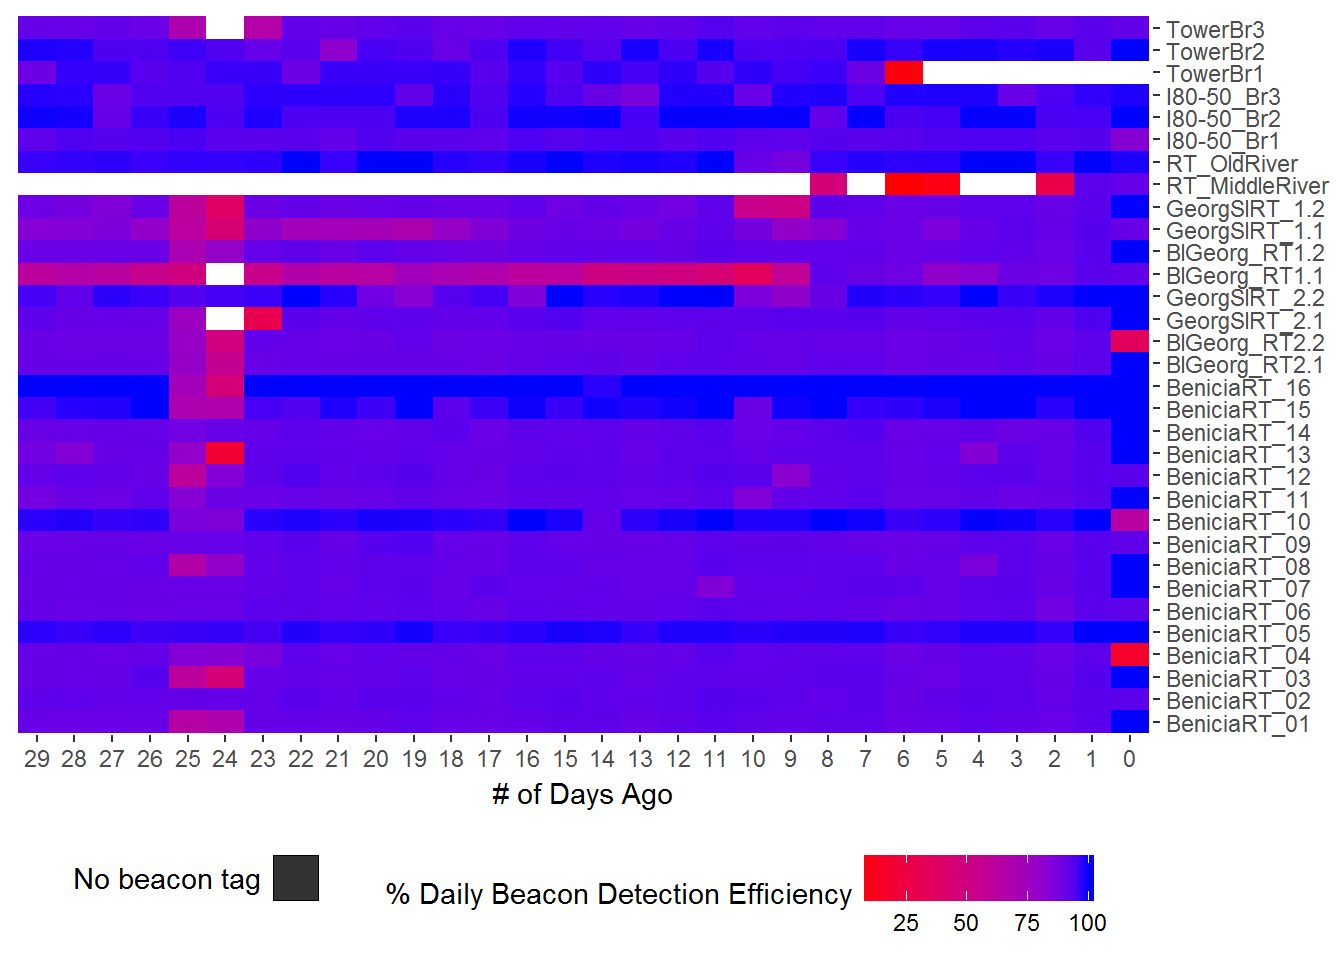 TowerBr3
TowerBr2
TowerBr1
I80-50_Br3
I80-50_Br2
I80-50_Br1
RT_OldRiver
RT_MiddleRiver
GeorgSlRT_1.2
GeorgSlRT_1.1
BlGeorg_RT1.2
BlGeorg_RT1.1
GeorgSlRT_2.2
GeorgSlRT_2.1
BlGeorg_RT2.2
BlGeorg_RT2.1
BeniciaRT_16
BeniciaRT_15
BeniciaRT_14
BeniciaRT_13
BeniciaRT_12
BeniciaRT_11
BeniciaRT_10
BeniciaRT_09
BeniciaRT_08
BeniciaRT_07
BeniciaRT_06
BeniciaRT_05
BeniciaRT_04
BeniciaRT_03
BeniciaRT_02
BeniciaRT_01
29 28 27 26 25 24 23 22 21 20 19 18 17 16 15 14 13 12 11 10 9 8 7 6 5 4 3 2 1 0
# of Days Ago
No beacon tag
% Daily Beacon Detection Efficiency
25 50 75 100